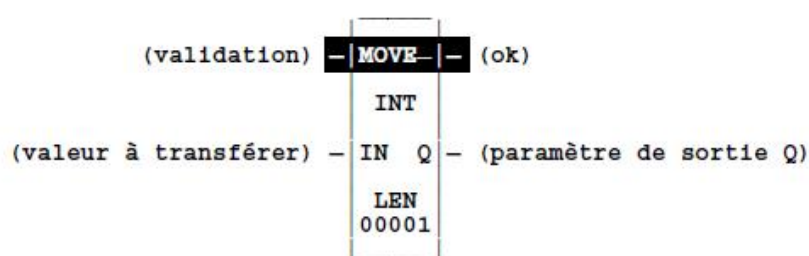 (validation) MOVE (ok)
INT
(valeur à transférer) IN Q (paramètre de sortie Q)
LEN
00001